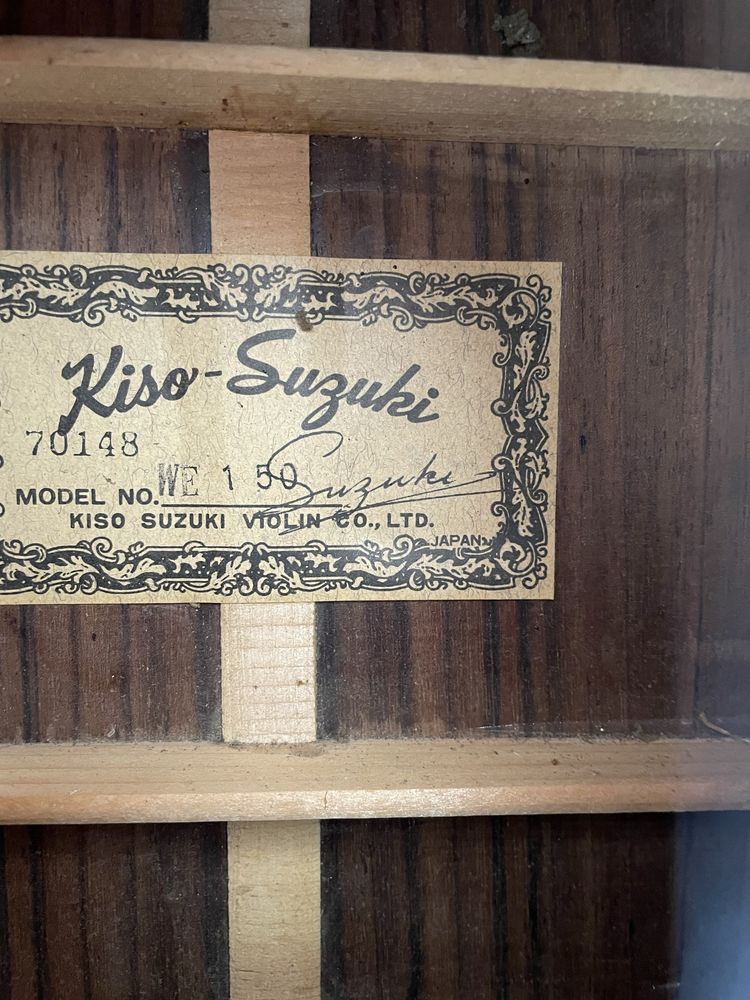 Kiso-Suzuki
70148
MODEL NO. WE 150 Suzuki
KISO SUZUKI VIOLIN CO., LTD.
JAPAN